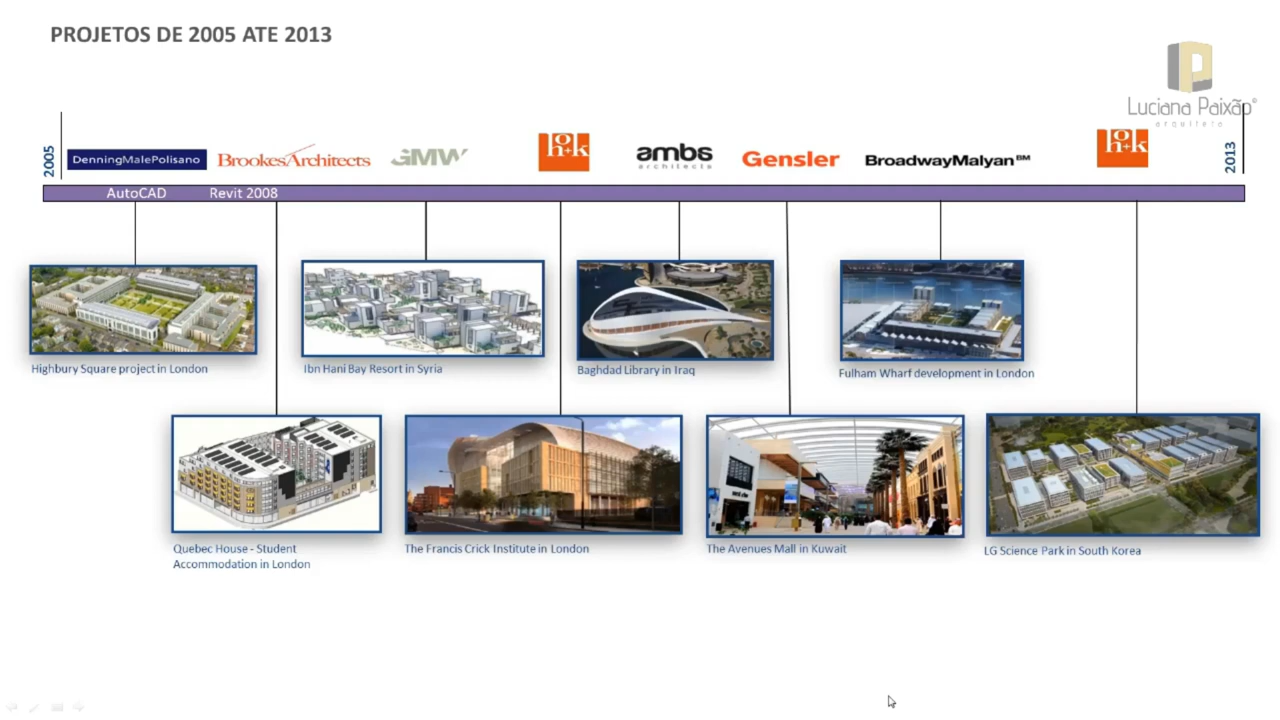 PROJETOS DE 2005 ATE 2013
Luciana Paixão®
arquiteta
2005
DenningMalePolisano
BrookesArchitects
GMW
hok
ambs
architects
Gensler
BroadwayMalyan BM
hok
2013
AutoCAD
Revit 2008
Highbury Square project in London
Ibn Hani Bay Resort in Syria
Baghdad Library in Iraq
Fulham Wharf development in London
Quebec House - Student
Accommodation in London
The Francis Crick Institute in London
The Avenues Mall in Kuwait
LG Science Park in South Korea